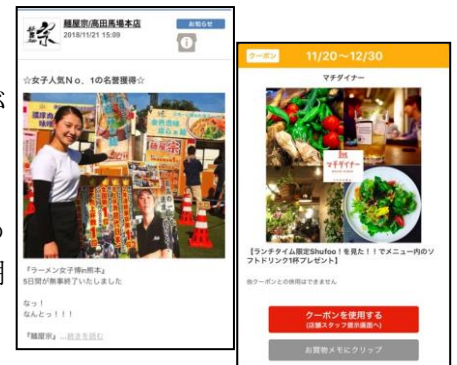 麺屋宗/高田馬場本店
2018/11/21 15:09
お知らせ
☆女子人気No．1の名誉獲得☆
『ラーメン女子博in熊本』
5日間が無事終了いたしました
なっ！
なんとっ！！！
『麺屋宗』...続きを読む
クーポン
11/20～12/30
マチダイナー
マチダイナー
【ランチタイム限定Shufoo！を見た！！でメニュー内のソ
フトドリンク1杯プレゼント】
他クーポンとの併用はできません
クーポンを使用する
(店舗スタッフ提示画面へ)
お買物メモにクリップ